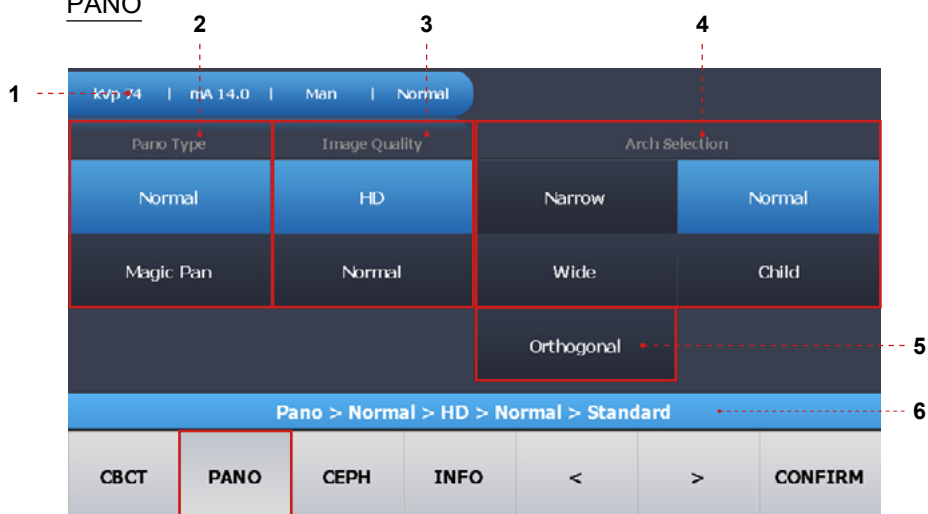 PANO
2 3 4
1
kVp 74 | mA 14.0 | Man | Normal
Pano Type Image Quality Arch Selection
Normal HD Narrow Normal
Magic Pan Normal Wide Child
Orthogonal
5
Pano > Normal > HD > Normal > Standard
6
CBCT PANO CEPH INFO < > CONFIRM